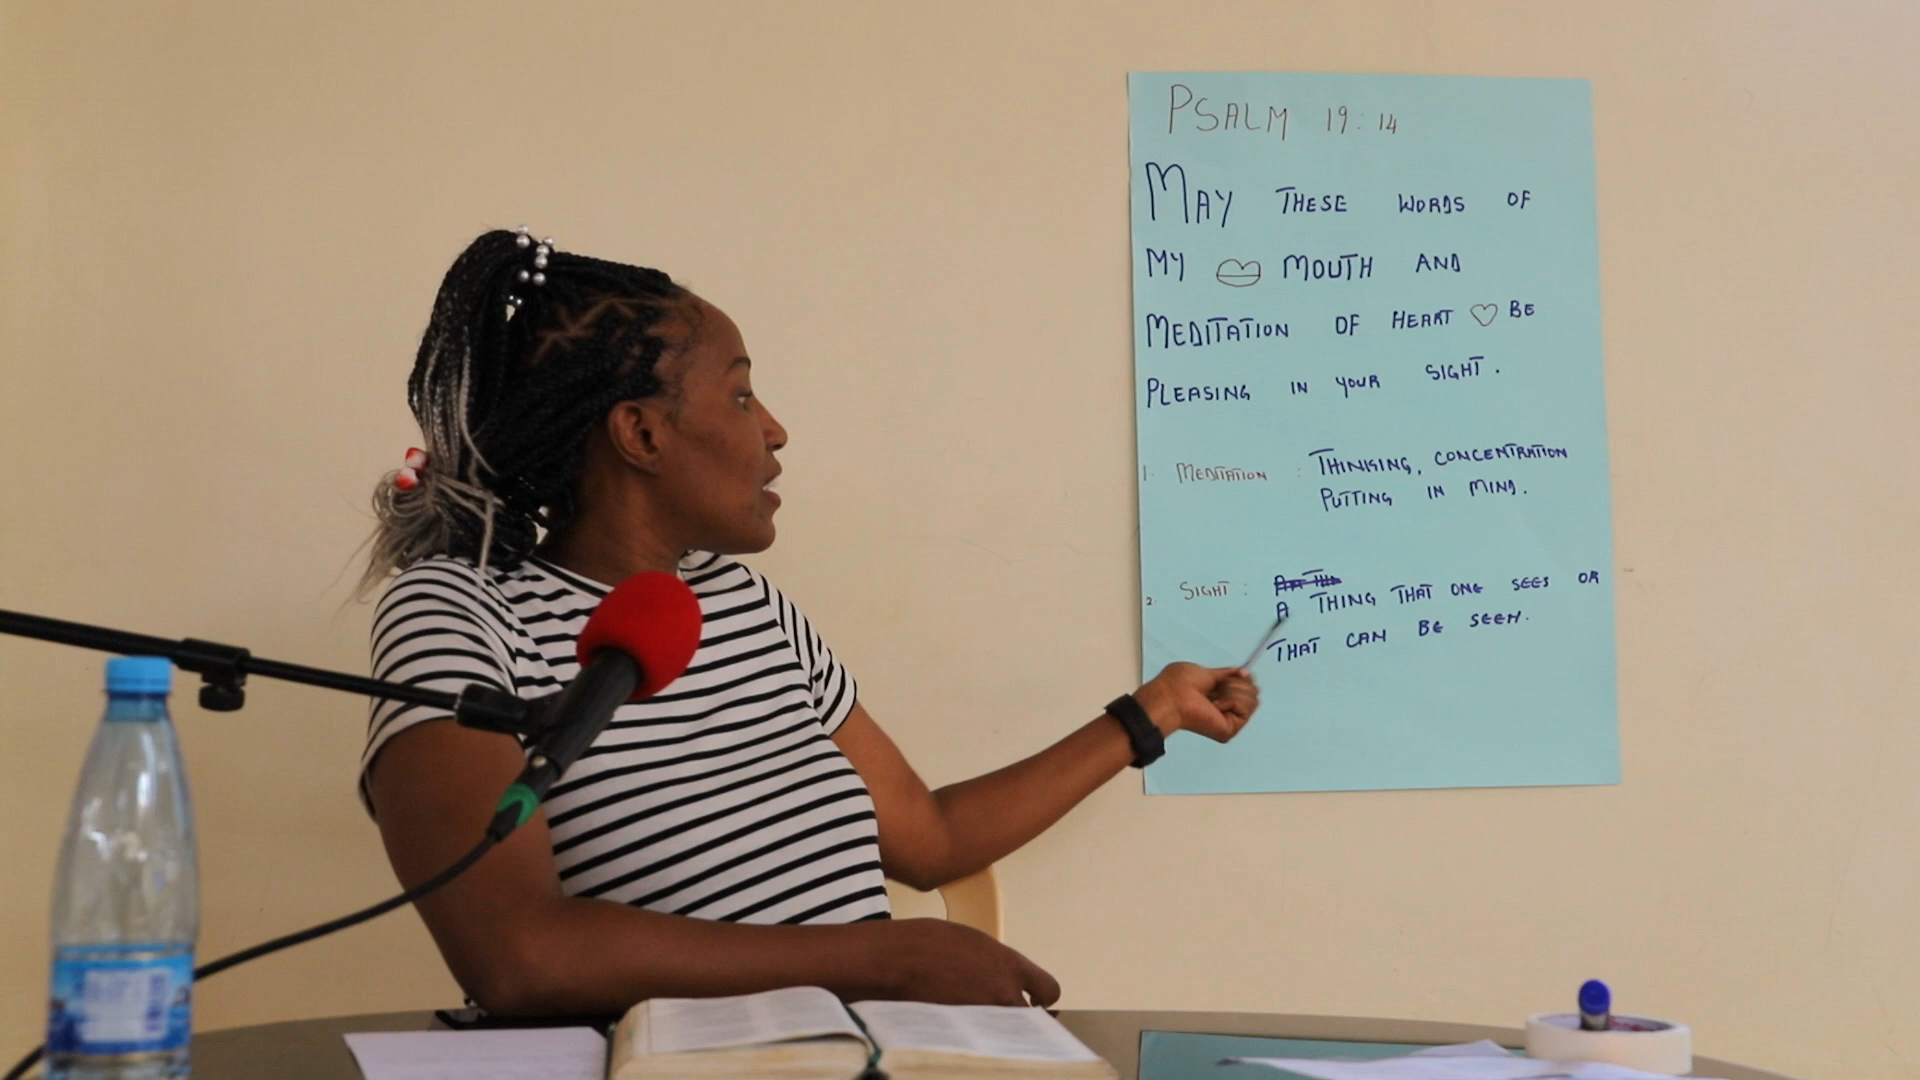 PSALM 19:14
MAY THESE WORDS OF
MY MOUTH AND
MEDITATION OF HEART BE
PLEASING IN YOUR SIGHT.
1. MEDITATION : THINKING, CONCENTRATION
PUTTING IN MIND.
2. SIGHT :
A THING THAT ONE SEES OR
THAT CAN BE SEEN.